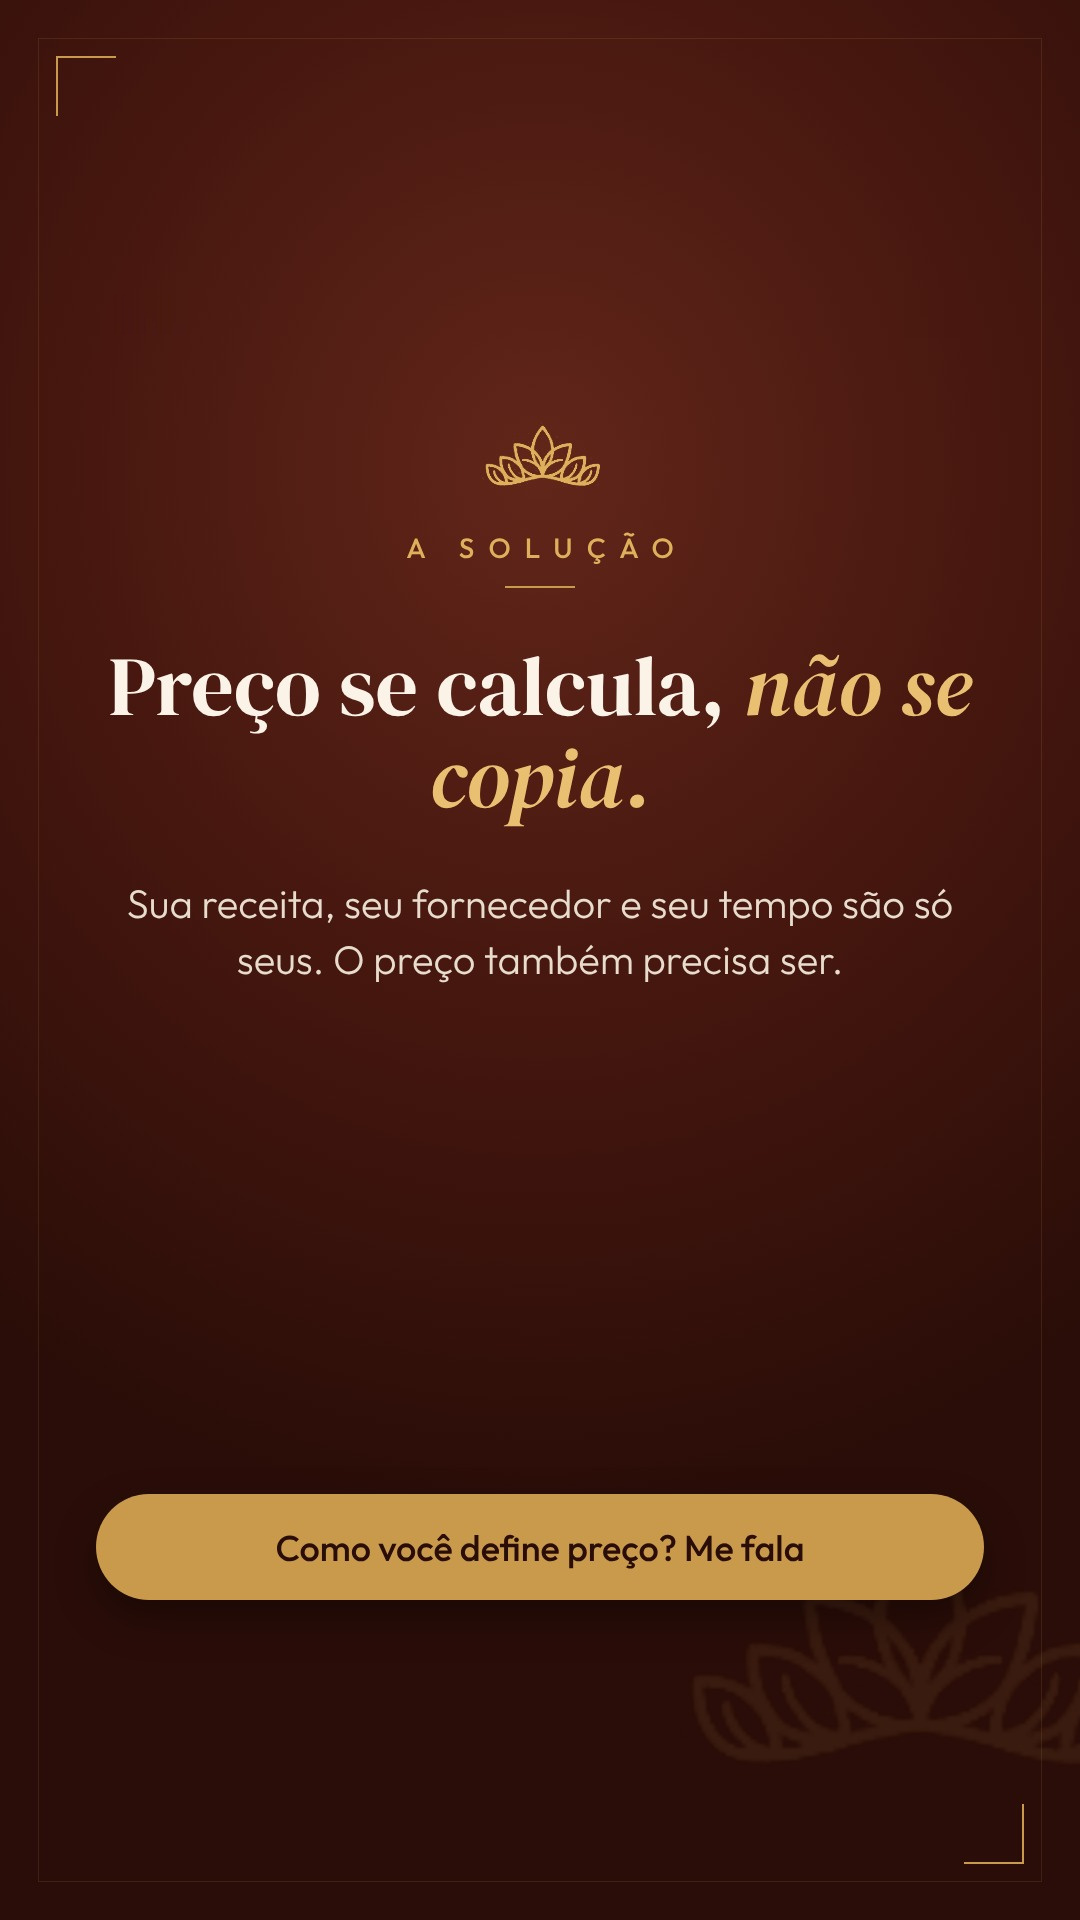 A SOLUÇÃO
Preço se calcula, não se
copia.
Sua receita, seu fornecedor e seu tempo são só
seus. O preço também precisa ser.
Como você define preço? Me fala